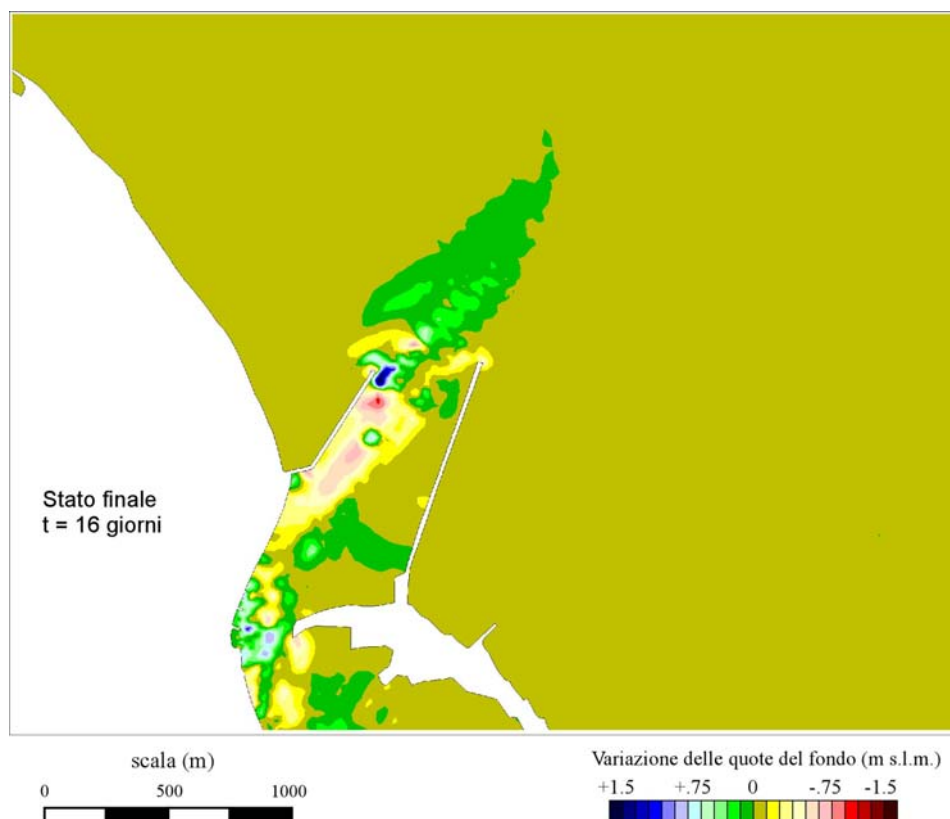 Stato finale
t = 16 giorni
scala (m)
0 500 1000
Variazione delle quote del fondo (m s.l.m.)
+1.5 +.75 0 -.75 -1.5